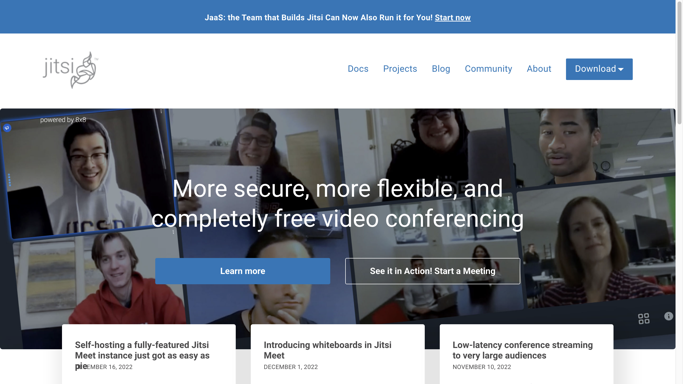 JaaS: the Team that Builds Jitsi Can Now Also Run it for You! Start now
jitsi
Docs Projects Blog Community About Download
powered by 8x8
More secure, more flexible, and
completely free video conferencing
Learn more
See it in Action! Start a Meeting
Self-hosting a fully-featured Jitsi
Meet instance just got as easy as
pie
EMBER 16, 2022
Introducing whiteboards in Jitsi
Meet
DECEMBER 1, 2022
Low-latency conference streaming
to very large audiences
NOVEMBER 10, 2022